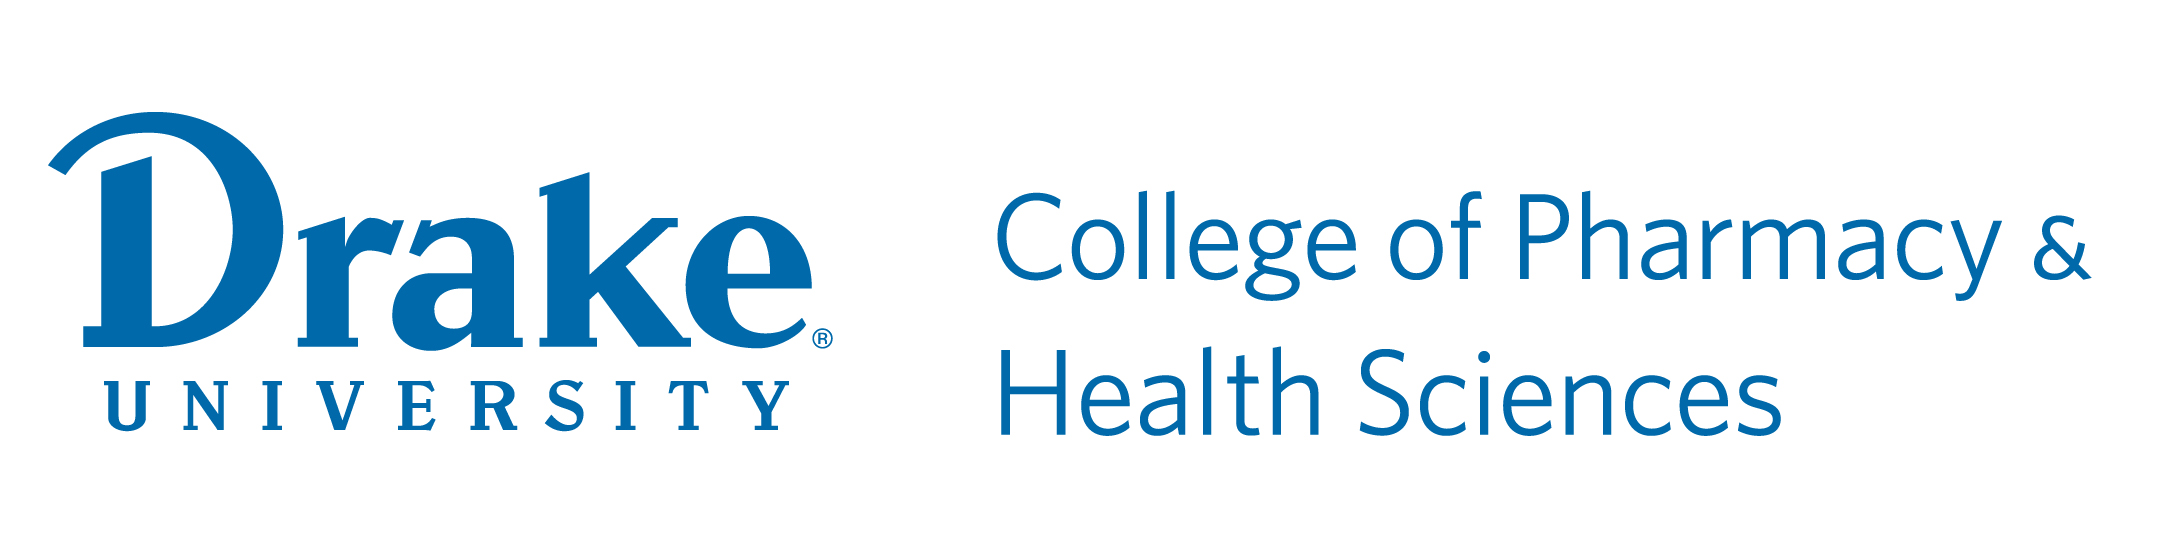 Drake®
UNIVERSITY
College of Pharmacy &
Health Sciences